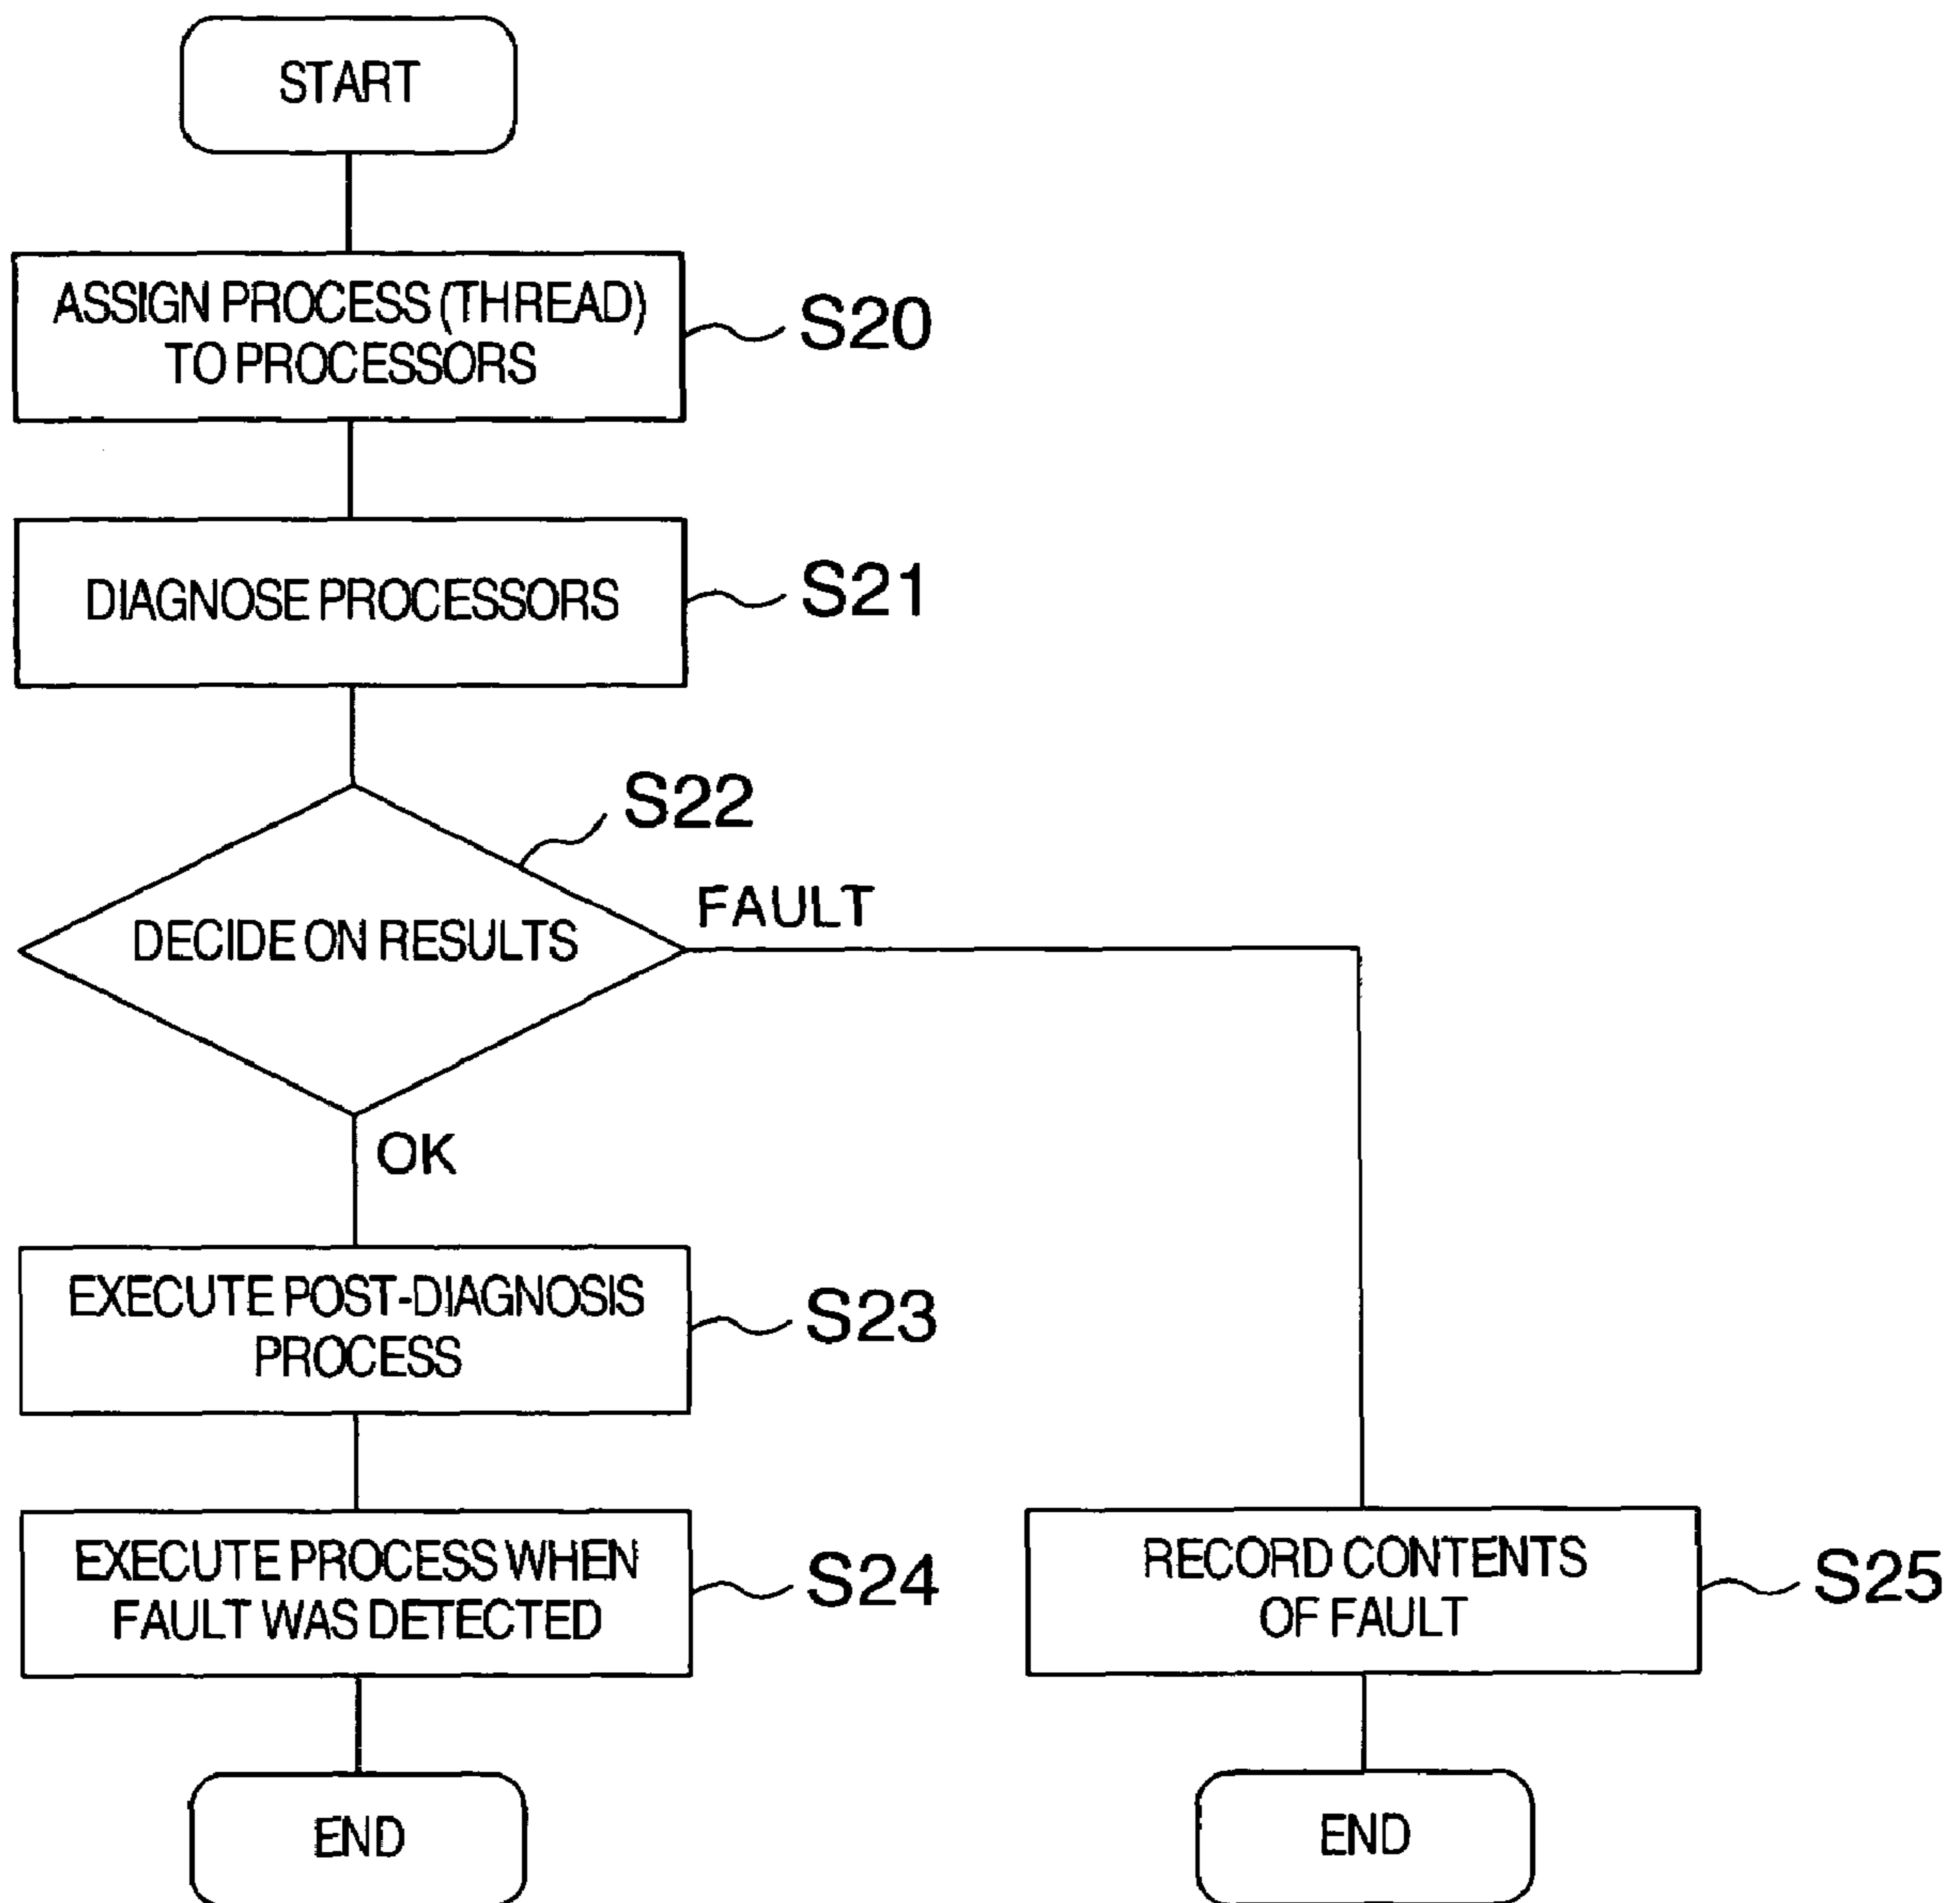 START
ASSIGN PROCESS (THREAD)
TO PROCESSORS
S20
DIAGNOSE PROCESSORS
S21
S22
DECIDE ON RESULTS
FAULT
OK
EXECUTE POST-DIAGNOSIS
PROCESS
S23
EXECUTE PROCESS WHEN
FAULT WAS DETECTED
S24
RECORD CONTENTS
OF FAULT
S25
END
END